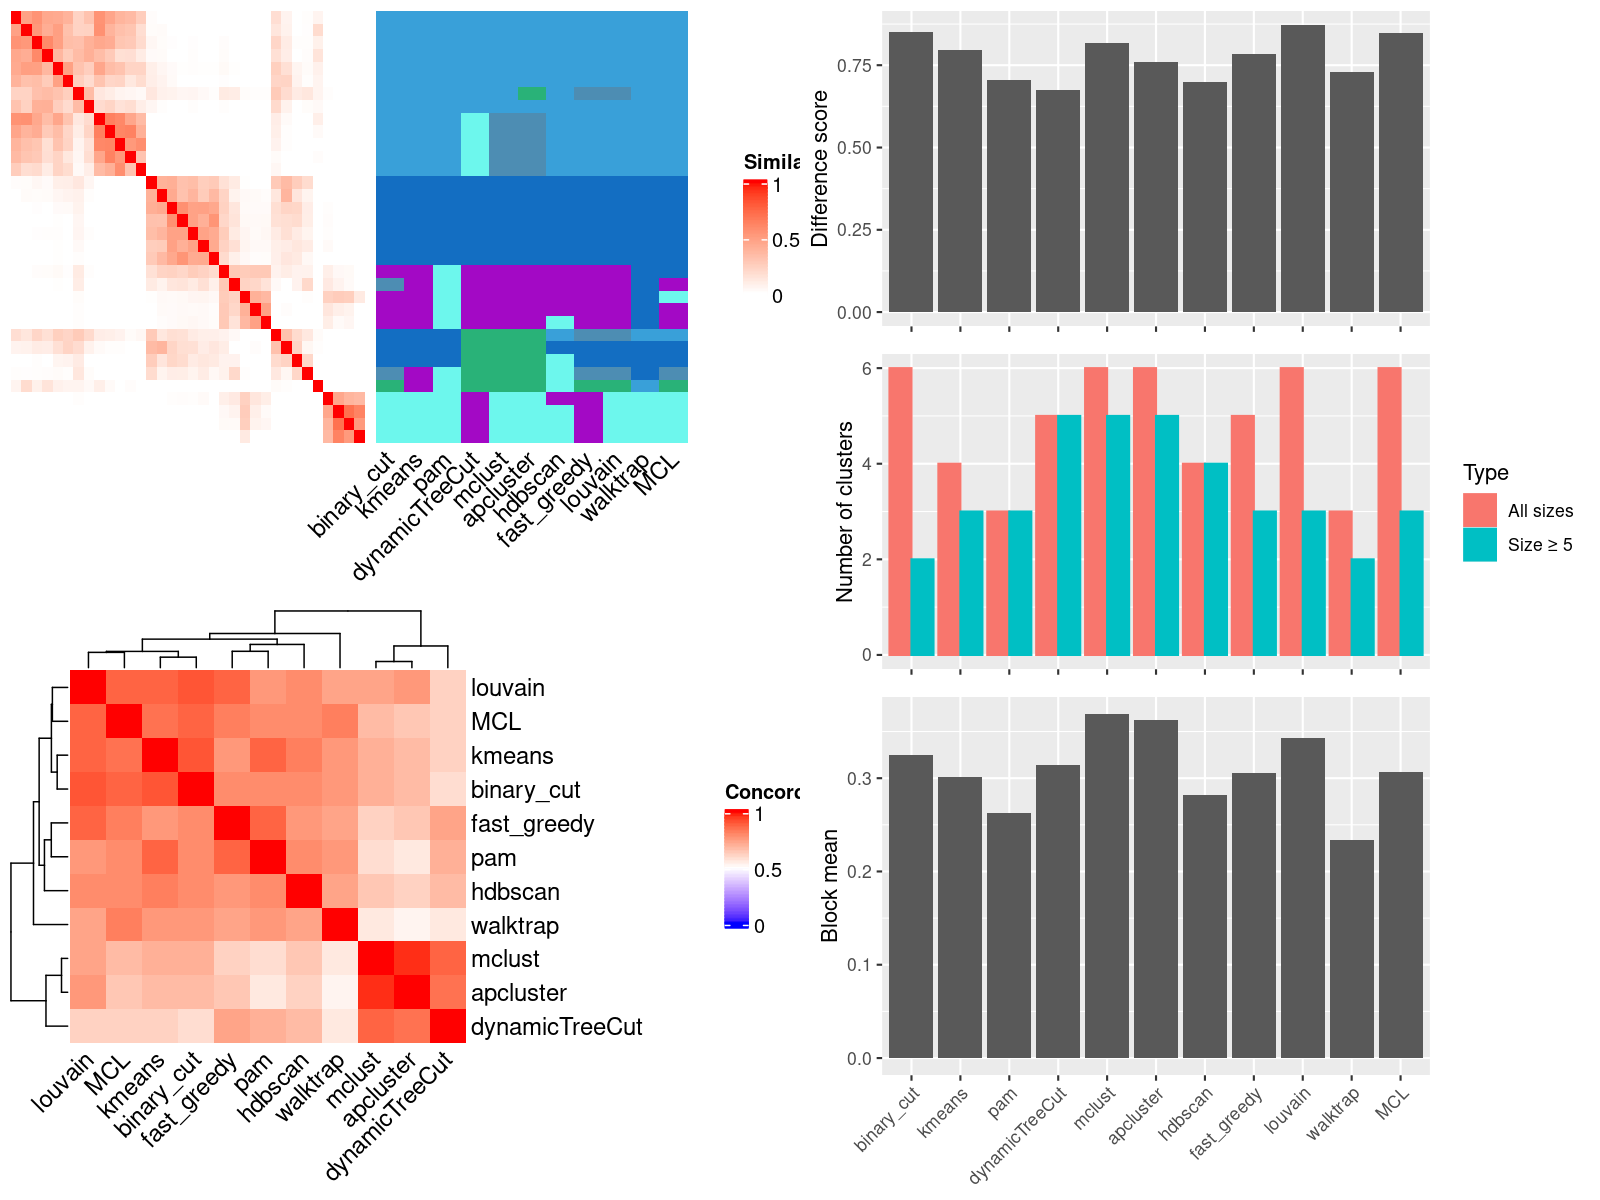 Simila
1
0.5
0
binary_cut
kmeans
pam
dynamicTreeCut
mclust
apcluster
hdbscan
fast_greedy
louvain
walktrap
MCL
Concord
1
0.5
0
louvain
MCL
kmeans
binary_cut
fast_greedy
pam
hdbscan
walktrap
mclust
apcluster
dynamicTreeCut
louvain
MCL
kmeans
binary_cut
fast_greedy
pam
hdbscan
walktrap
mclust
apcluster
dynamicTreeCut
Difference score
0.75
0.50
0.25
0.00
Number of clusters
6
4
2
0
Type
All sizes
Size ≥ 5
Block mean
0.3
0.2
0.1
0.0
binary_cut
kmeans
pam
dynamicTreeCut
mclust
apcluster
hdbscan
fast_greedy
louvain
walktrap
MCL